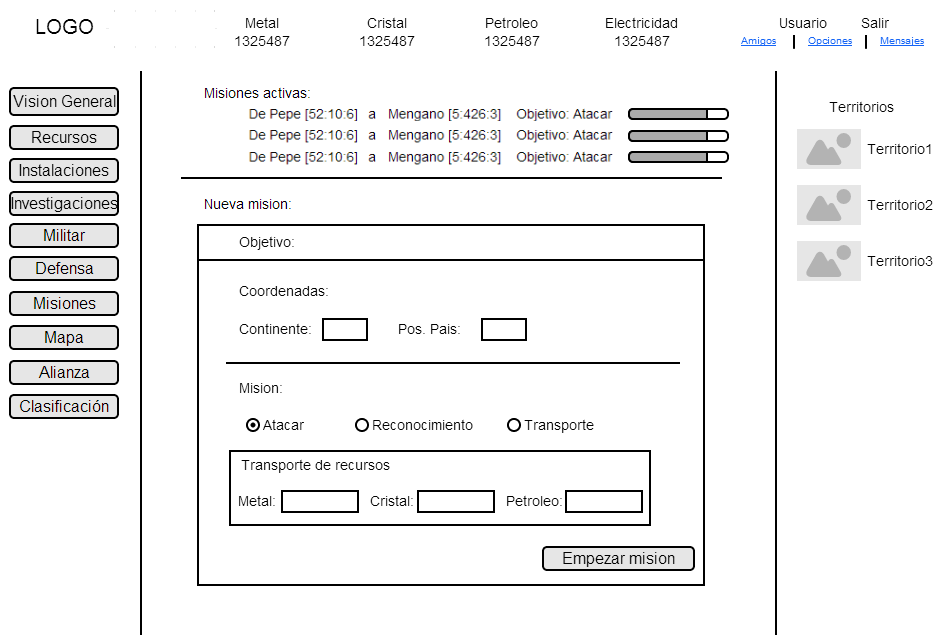 LOGO
Metal Cristal Petroleo Electricidad Usuario Salir
1325487 1325487 1325487 1325487 Amigos Opciones Mensajes
Vision General
Recursos
Instalaciones
Investigaciones
Militar
Defensa
Misiones
Mapa
Alianza
Clasificación
Misiones activas:
De Pepe [52:10:6] a Mengano [5:426:3] Objetivo: Atacar
De Pepe [52:10:6] a Mengano [5:426:3] Objetivo: Atacar
De Pepe [52:10:6] a Mengano [5:426:3] Objetivo: Atacar
Nueva mision:
Objetivo:
Coordenadas:
Continente: Pos. Pais:
Mision:
Atacar Reconocimiento Transporte
Transporte de recursos
Metal: Cristal: Petroleo:
Empezar mision
Territorios
Territorio1
Territorio2
Territorio3